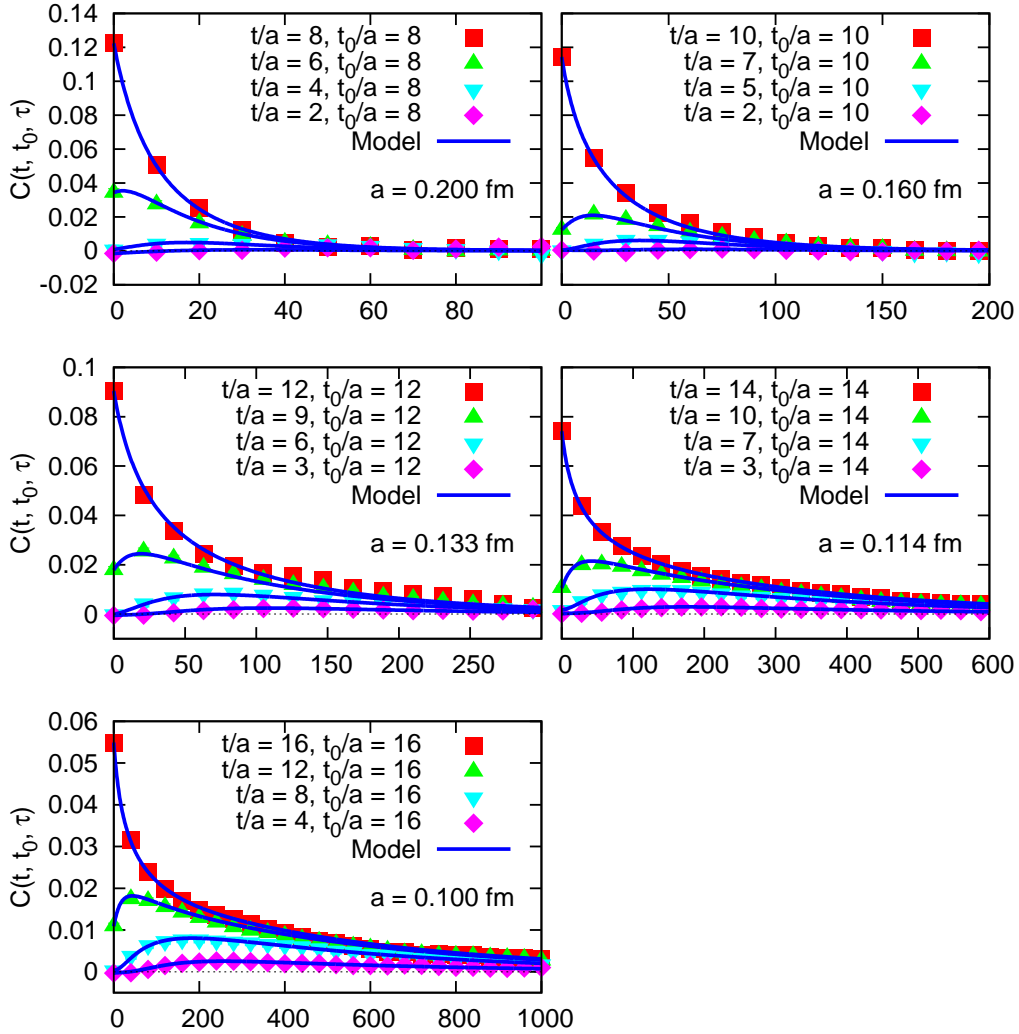 0.14
0.12
0.10
0.08
0.06
0.04
0.02
0
-0.02
C(t, t0, τ)
t/a = 8, t0/a = 8
t/a = 6, t0/a = 8
t/a = 4, t0/a = 8
t/a = 2, t0/a = 8
Model
a = 0.200 fm
0 20 40 60 80 100
t/a = 10, t0/a = 10
t/a = 7, t0/a = 10
t/a = 5, t0/a = 10
t/a = 2, t0/a = 10
Model
a = 0.160 fm
0 50 100 150 200
0.1
0.08
0.06
0.04
0.02
0
C(t, t0, τ)
t/a = 12, t0/a = 12
t/a = 9, t0/a = 12
t/a = 6, t0/a = 12
t/a = 3, t0/a = 12
Model
a = 0.133 fm
0 50 100 150 200 250
t/a = 14, t0/a = 14
t/a = 10, t0/a = 14
t/a = 7, t0/a = 14
t/a = 3, t0/a = 14
Model
a = 0.114 fm
0 100 200 300 400 500 600
0.06
0.05
0.04
0.03
0.02
0.01
0
C(t, t0, τ)
t/a = 16, t0/a = 16
t/a = 12, t0/a = 16
t/a = 8, t0/a = 16
t/a = 4, t0/a = 16
Model
a = 0.100 fm
0 200 400 600 800 1000